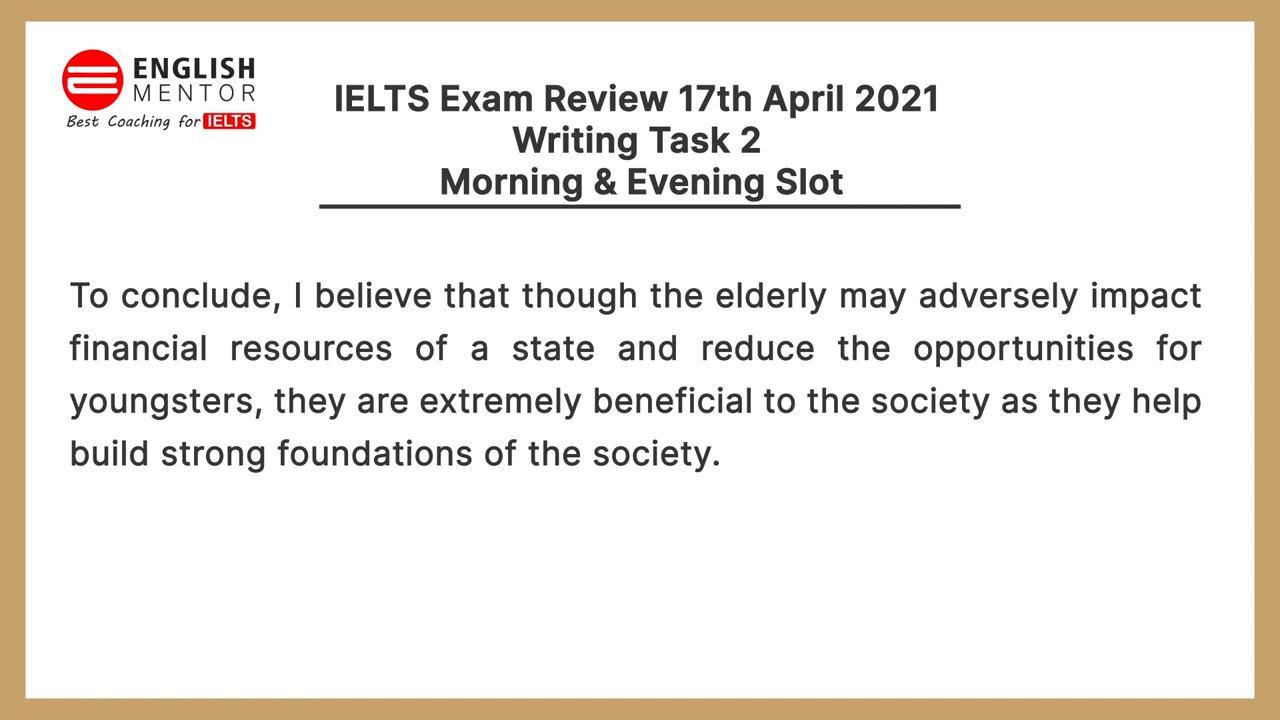 ENGLISH
MENTOR
Best Coaching for IELTS
IELTS Exam Review 17th April 2021
Writing Task 2
Morning & Evening Slot
To conclude, I believe that though the elderly may adversely impact
financial resources of a state and reduce the opportunities for
youngsters, they are extremely beneficial to the society as they help
build strong foundations of the society.